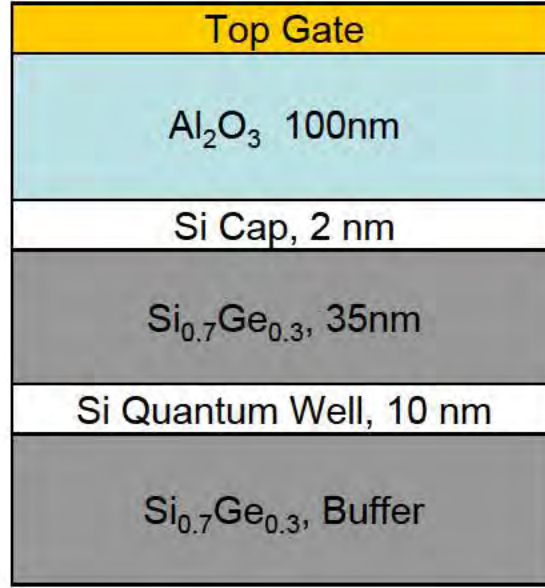 Top Gate
Al₂O₃ 100nm
Si Cap, 2 nm
Si₀.₇Ge₀.₃, 35nm
Si Quantum Well, 10 nm
Si₀.₇Ge₀.₃, Buffer